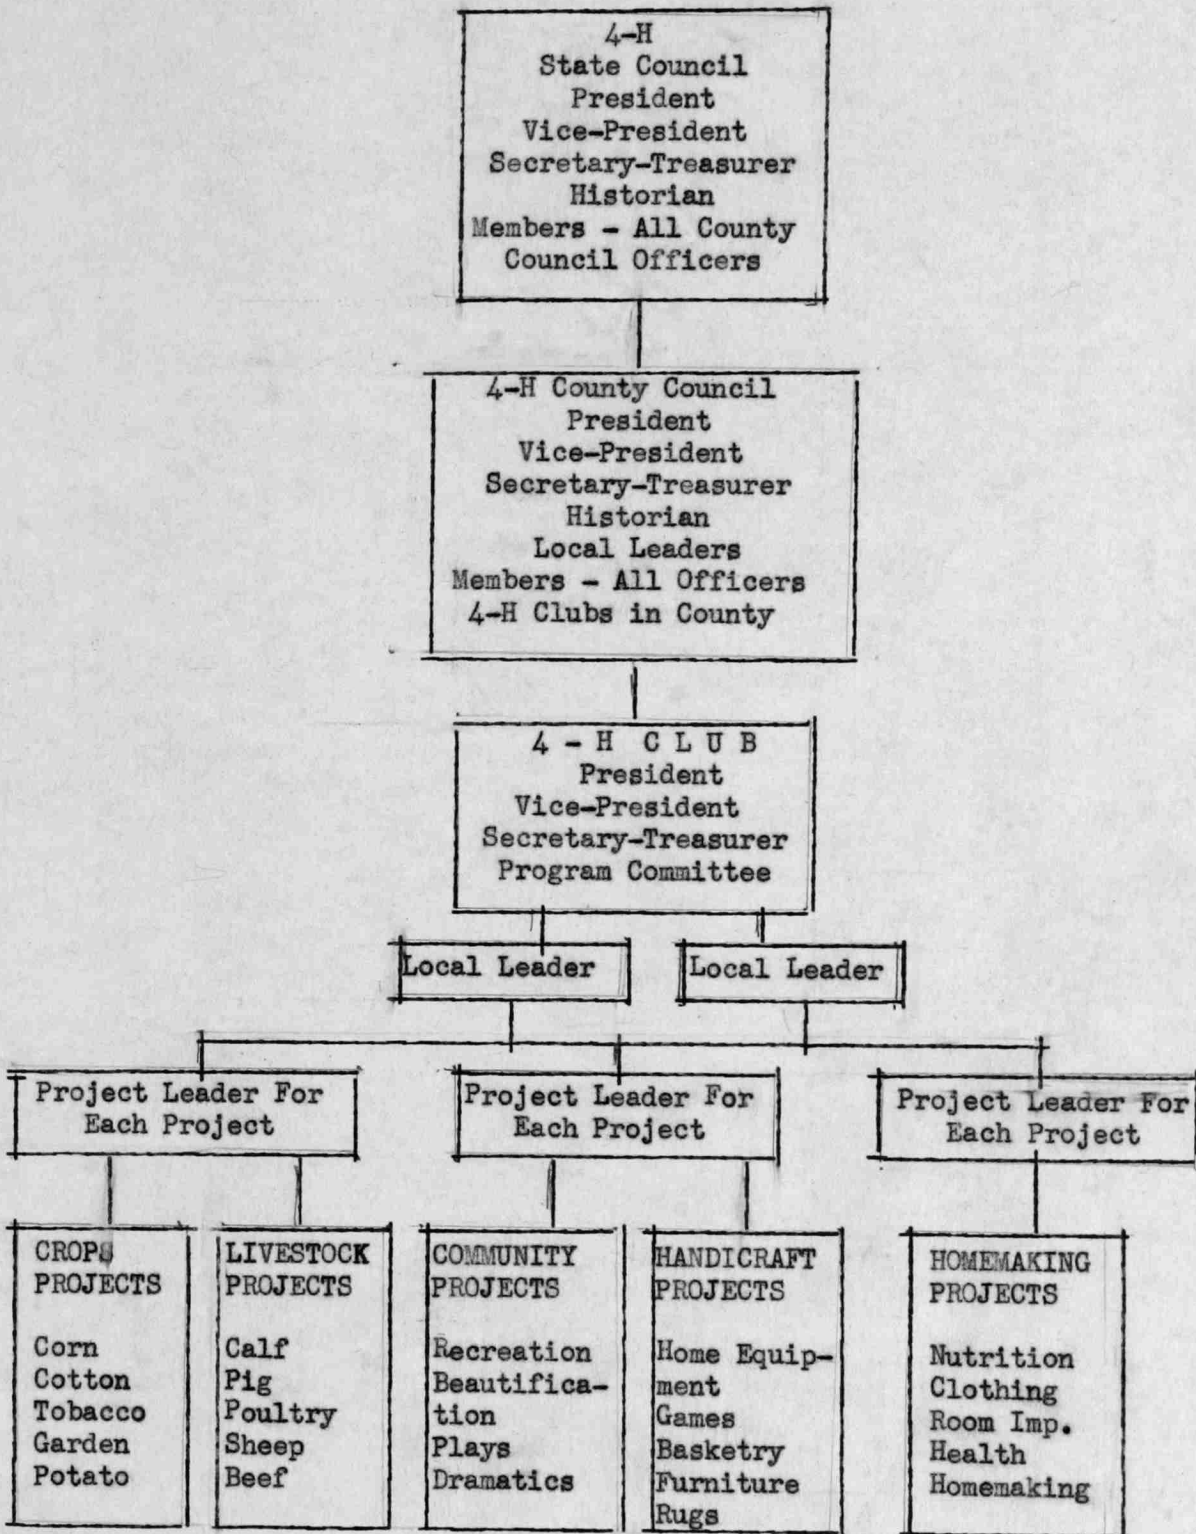 4-H
State Council
President
Vice-President
Secretary-Treasurer
Historian
Members - All County
Council Officers
4-H County Council
President
Vice-President
Secretary-Treasurer
Historian
Local Leaders
Members - All Officers
4-H Clubs in County
4 - H C L U B
President
Vice-President
Secretary-Treasurer
Program Committee
Local Leader
Local Leader
Project Leader For
Each Project
Project Leader For
Each Project
Project Leader For
Each Project
CROPS
PROJECTS
Corn
Cotton
Tobacco
Garden
Potato
LIVESTOCK
PROJECTS
Calf
Pig
Poultry
Sheep
Beef
COMMUNITY
PROJECTS
Recreation
Beautifica-
tion
Plays
Dramatics
HANDICRAFT
PROJECTS
Home Equip-
ment
Games
Basketry
Furniture
Rugs
HOMEMAKING
PROJECTS
Nutrition
Clothing
Room Imp.
Health
Homemaking